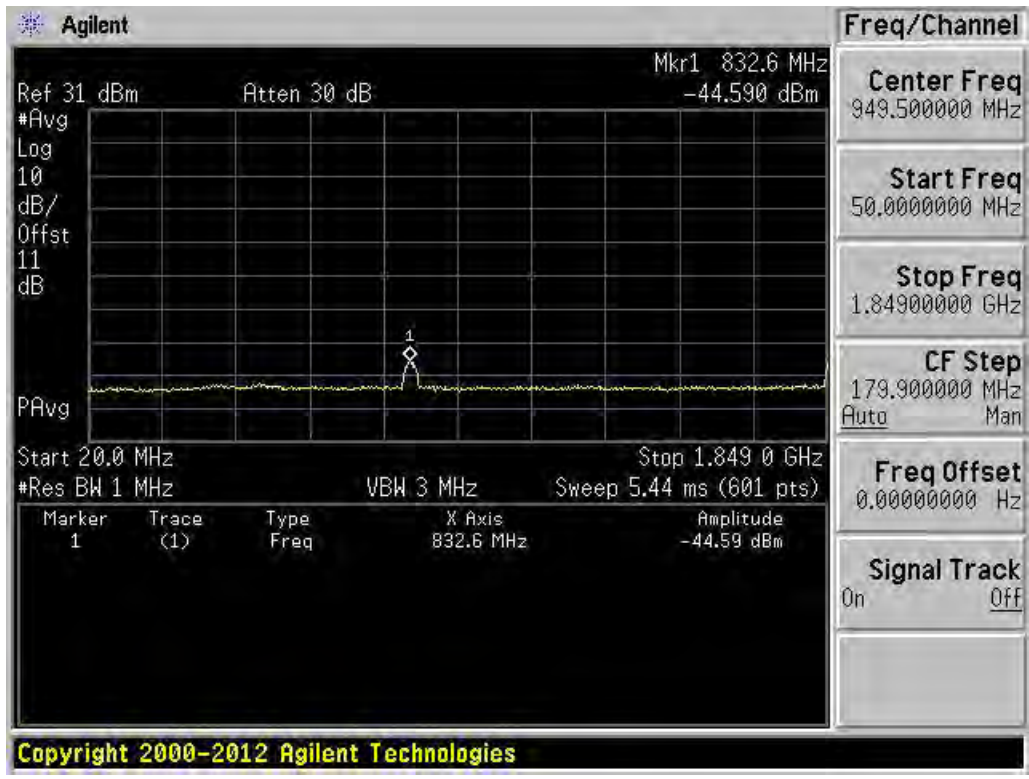 Agilent
Freq/Channel
Mkr1 832.6 MHz
Ref 31 dBm Atten 30 dB -44.590 dBm
#Avg
Log
10
dB/
Offst
11
dB
1
PAvg
Start 20.0 MHz Stop 1.849 0 GHz
#Res BW 1 MHz VBW 3 MHz Sweep 5.44 ms (601 pts)
Marker Trace Type X Axis Amplitude
1 (1) Freq 832.6 MHz -44.59 dBm
Center Freq
949.500000 MHz
Start Freq
50.0000000 MHz
Stop Freq
1.84900000 GHz
CF Step
179.900000 MHz
Auto Man
Freq Offset
0.00000000 Hz
Signal Track
On Off
Copyright 2000-2012 Agilent Technologies